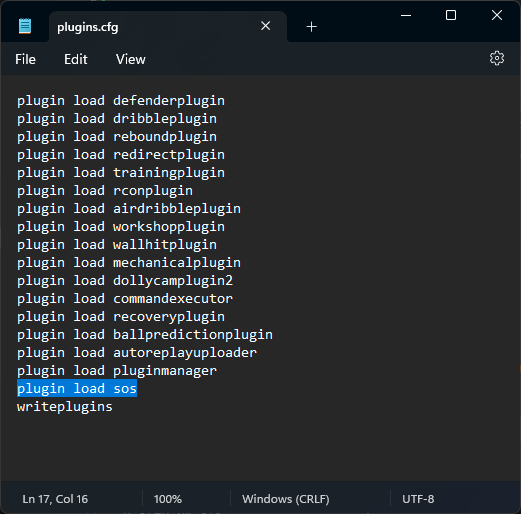 plugins.cfg
File Edit View
plugin load defenderplugin
plugin load dribbleplugin
plugin load reboundplugin
plugin load redirectplugin
plugin load trainingplugin
plugin load rconplugin
plugin load airdribbleplugin
plugin load workshopplugin
plugin load wallhitplugin
plugin load mechanicalplugin
plugin load dollycamplugin2
plugin load commandexecutor
plugin load recoveryplugin
plugin load ballpredictionplugin
plugin load autoreplayuploader
plugin load pluginmanager
plugin load sos
writeplugins
Ln 17, Col 16 100% Windows (CRLF) UTF-8